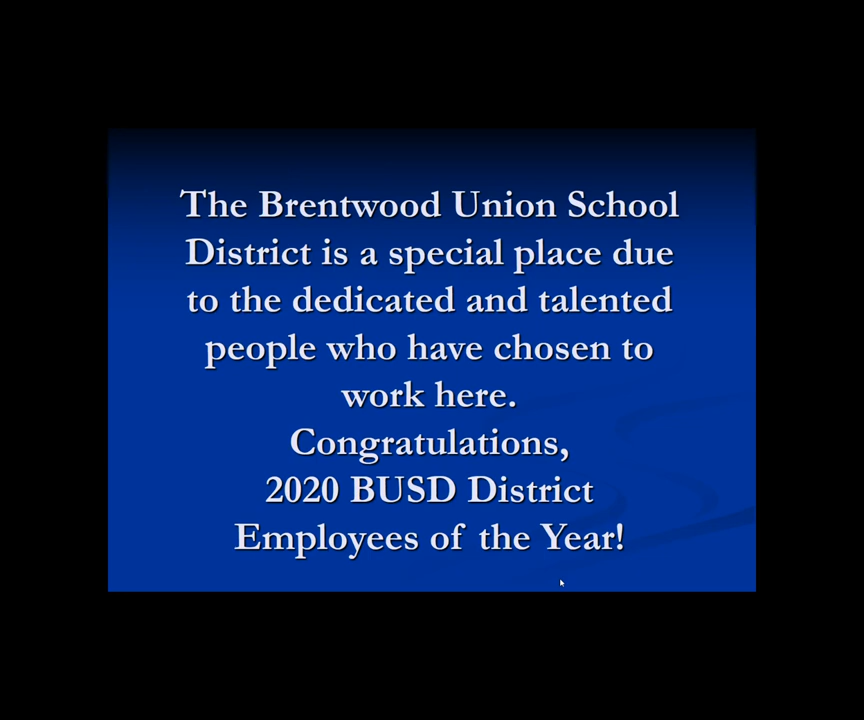 The Brentwood Union School
District is a special place due
to the dedicated and talented
people who have chosen to
work here.
Congratulations,
2020 BUSD District
Employees of the Year!